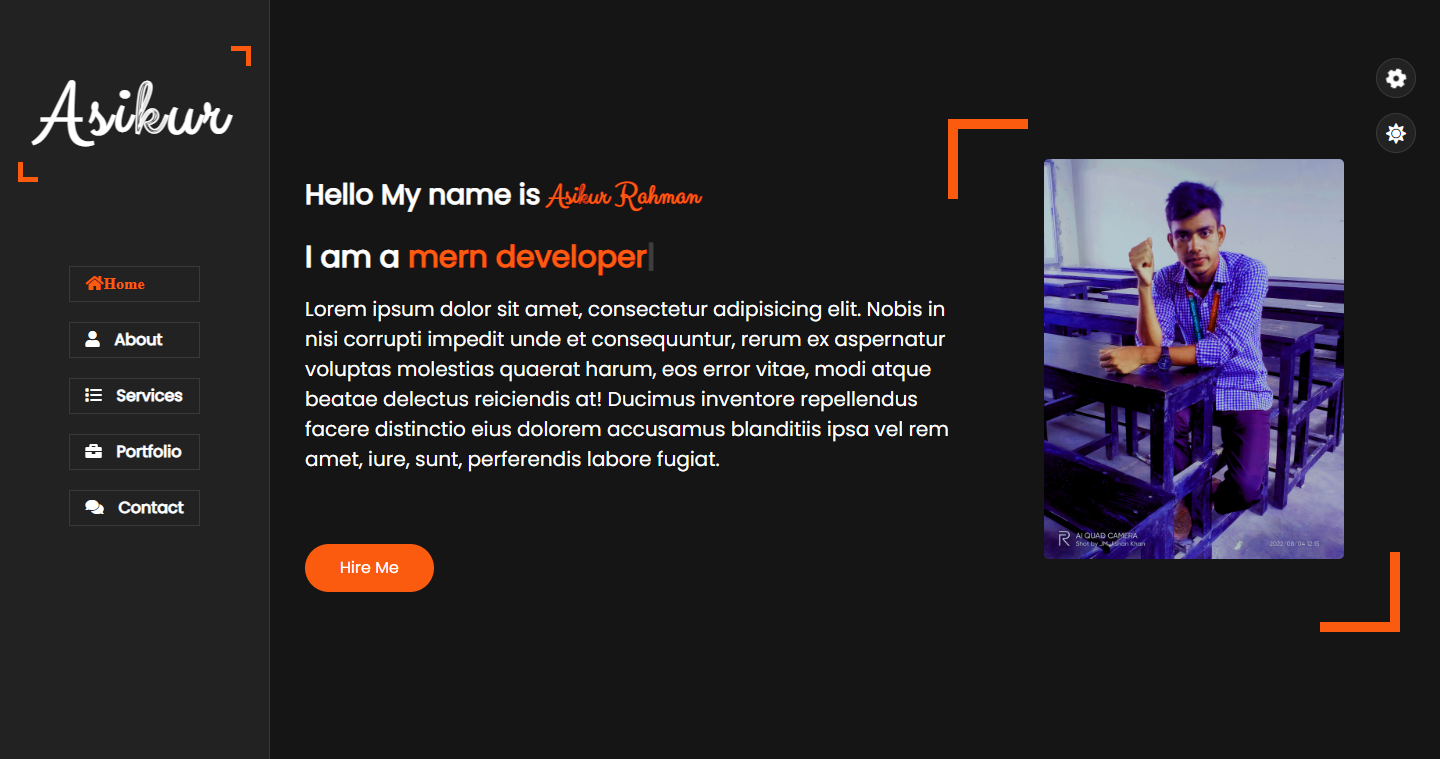 Asikur
Home
About
Services
Portfolio
Contact
Hello My name is Asikur Rahman
I am a mern developer
Lorem ipsum dolor sit amet, consectetur adipisicing elit. Nobis in
nisi corrupti impedit unde et consequuntur, rerum ex aspernatur
voluptas molestias quaerat harum, eos error vitae, modi atque
beatae delectus reiciendis at! Ducimus inventore repellendus
facere distinctio eius dolorem accusamus blanditiis ipsa vel rem
amet, iure, sunt, perferendis labore fugiat.
Hire Me
AI QUAD CAMERA
Shot by Khan
2022/08/04 12:15